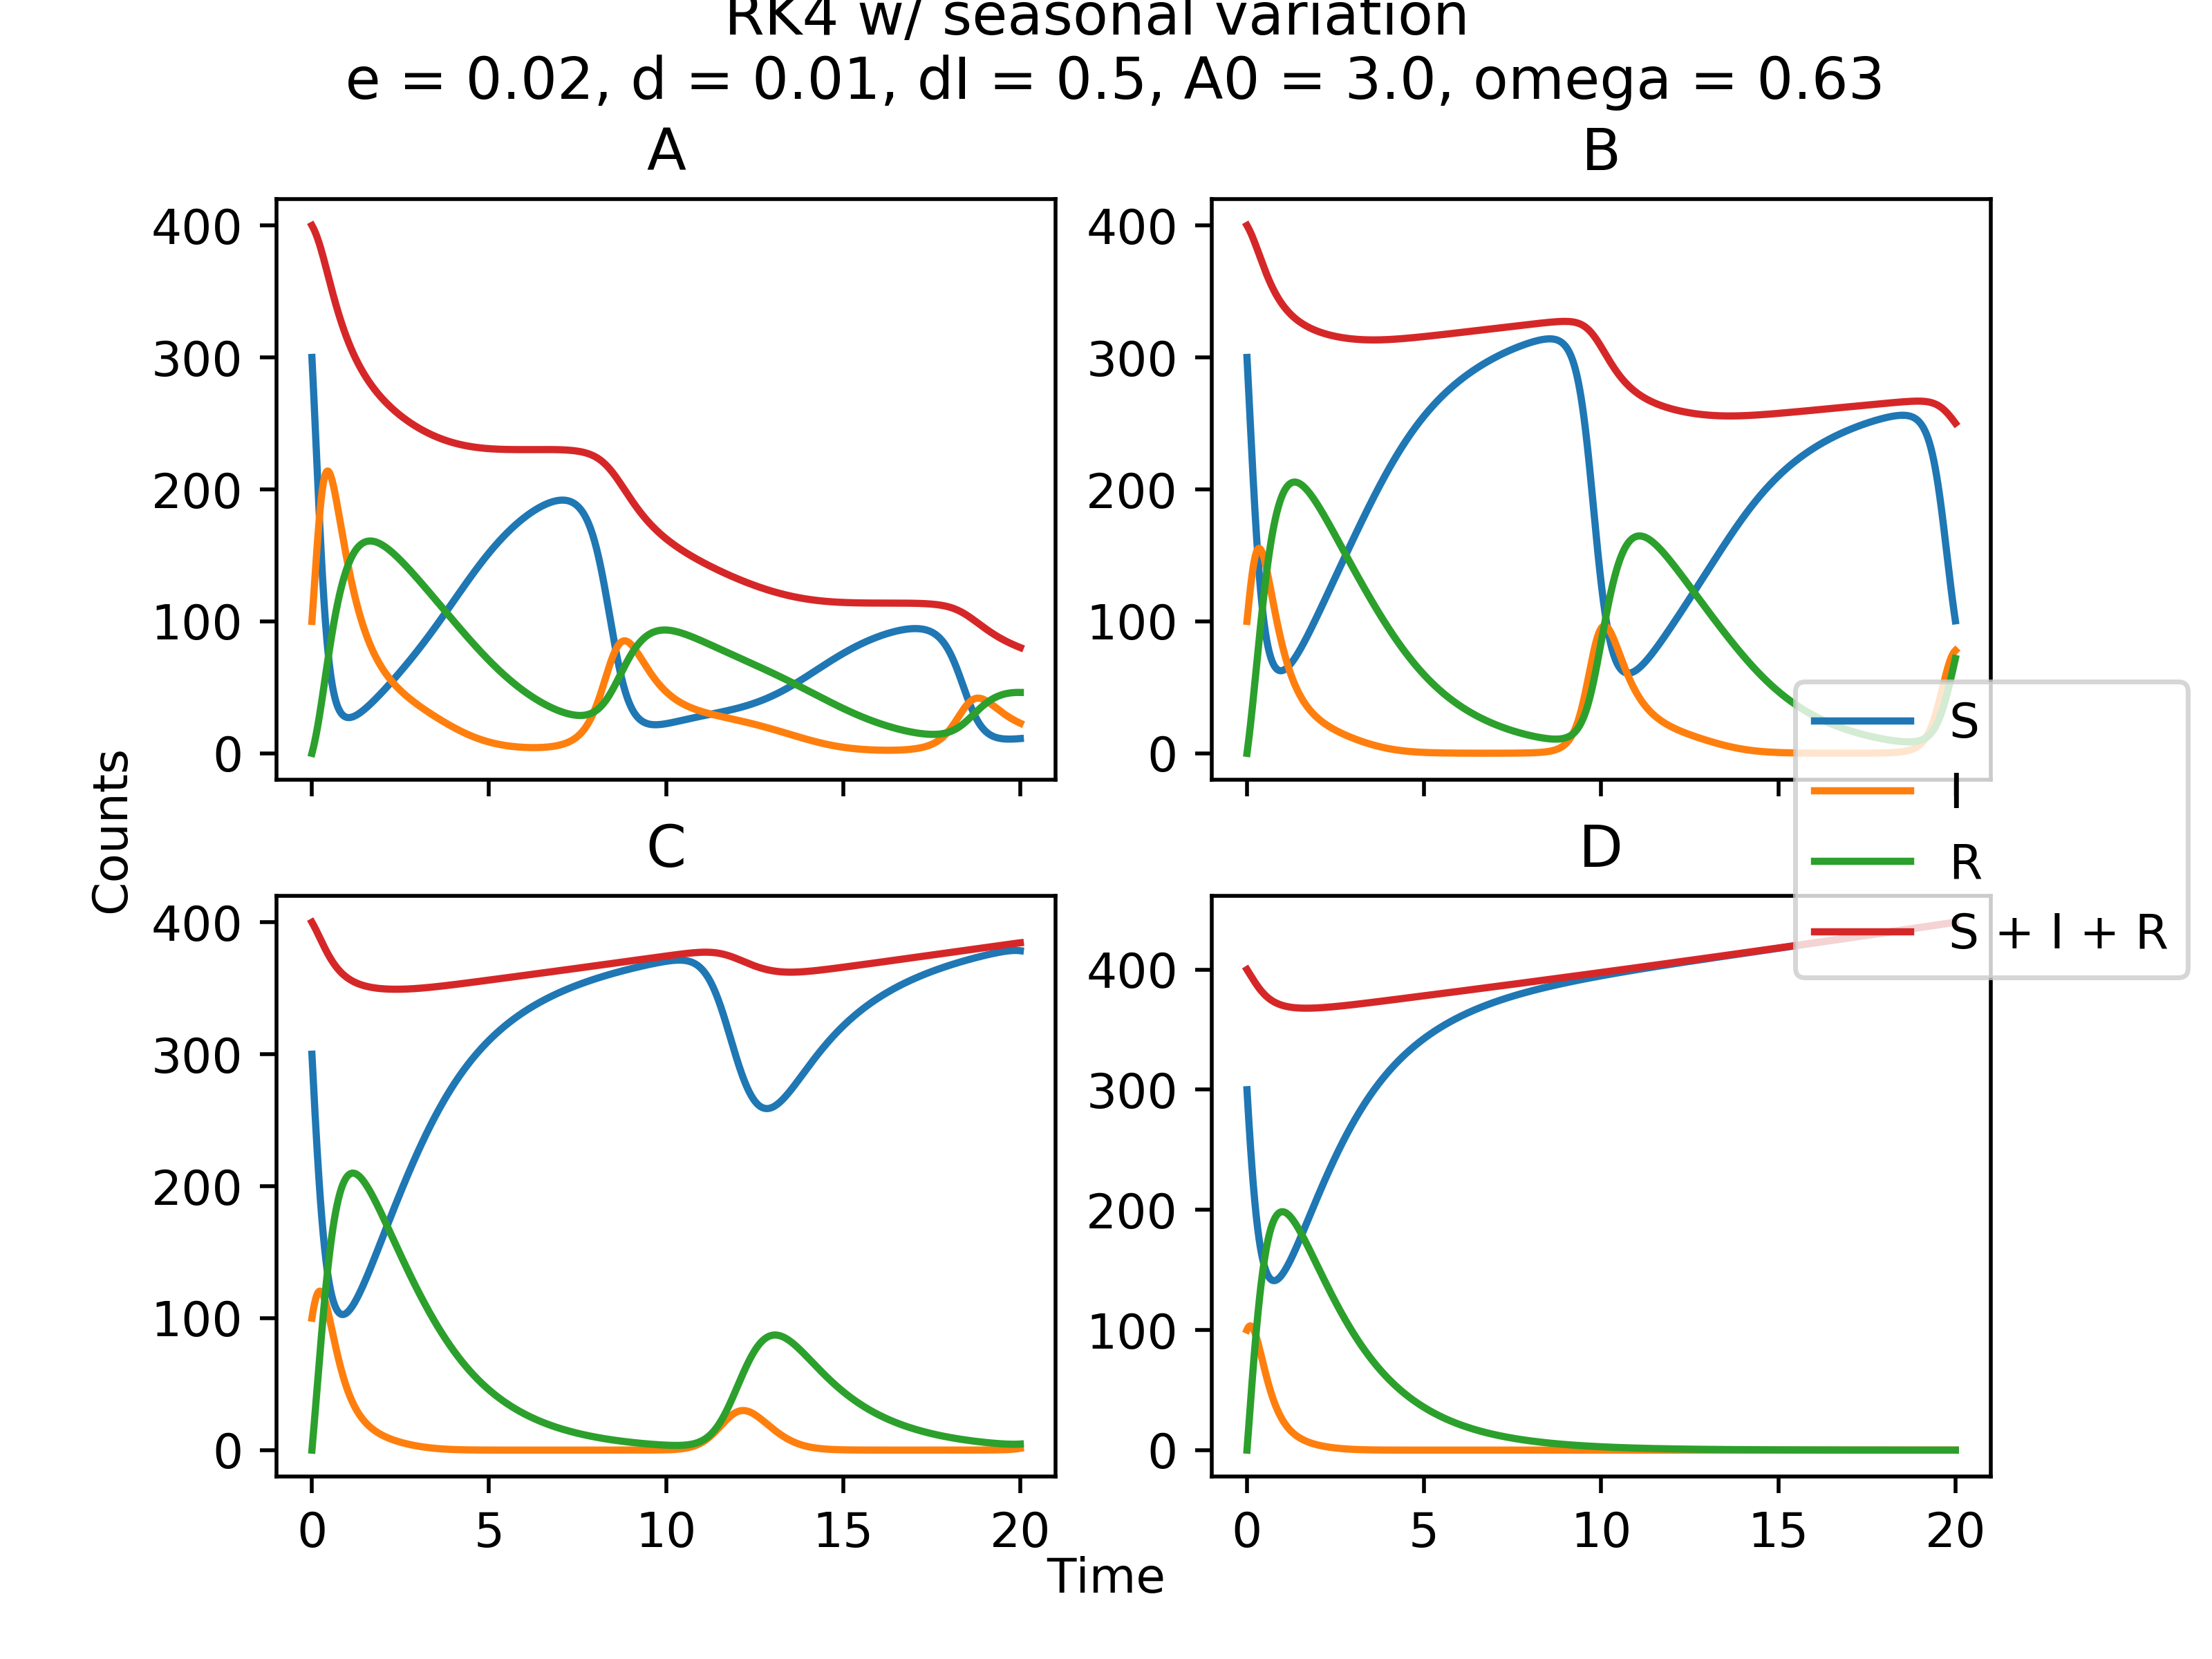 RK4 w/ seasonal variation
e = 0.02, d = 0.01, dI = 0.5, A0 = 3.0, omega = 0.63
A
400
300
200
100
0
B
400
300
200
100
0
Counts
C
400
300
200
100
0
0 5 10 15 20
D
400
300
200
100
0
0 5 10 15 20
S
I
R
S + I + R
Time